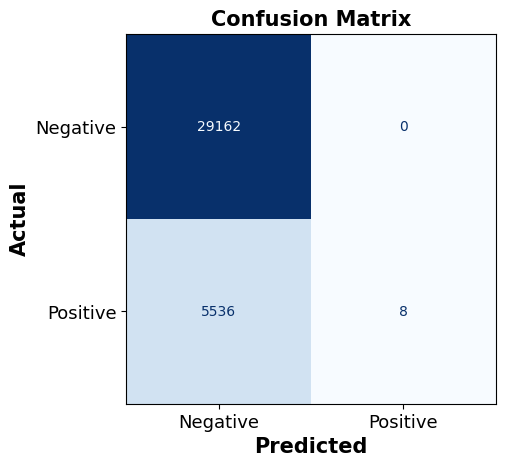 Confusion Matrix
Actual
Negative
29162
0
Positive
5536
8
Negative
Positive
Predicted